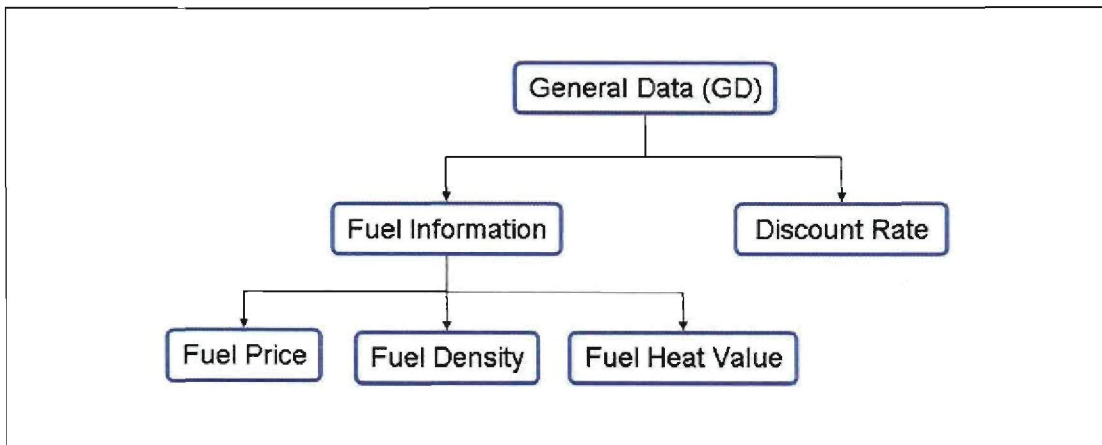 General Data (GD)
Fuel Information
Discount Rate
Fuel Price
Fuel Density
Fuel Heat Value